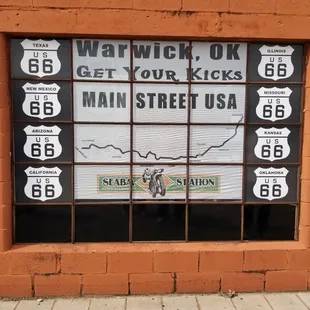 Warwick, OK
GET YOUR KICKS
MAIN STREET USA
SEABA STATION
TEXAS
US
66
NEW MEXICO
US
66
ARIZONA
US
66
CALIFORNIA
US
66
ILLINOIS
US
66
MISSOURI
US
66
KANSAS
US
66
OKLAHOMA
US
66